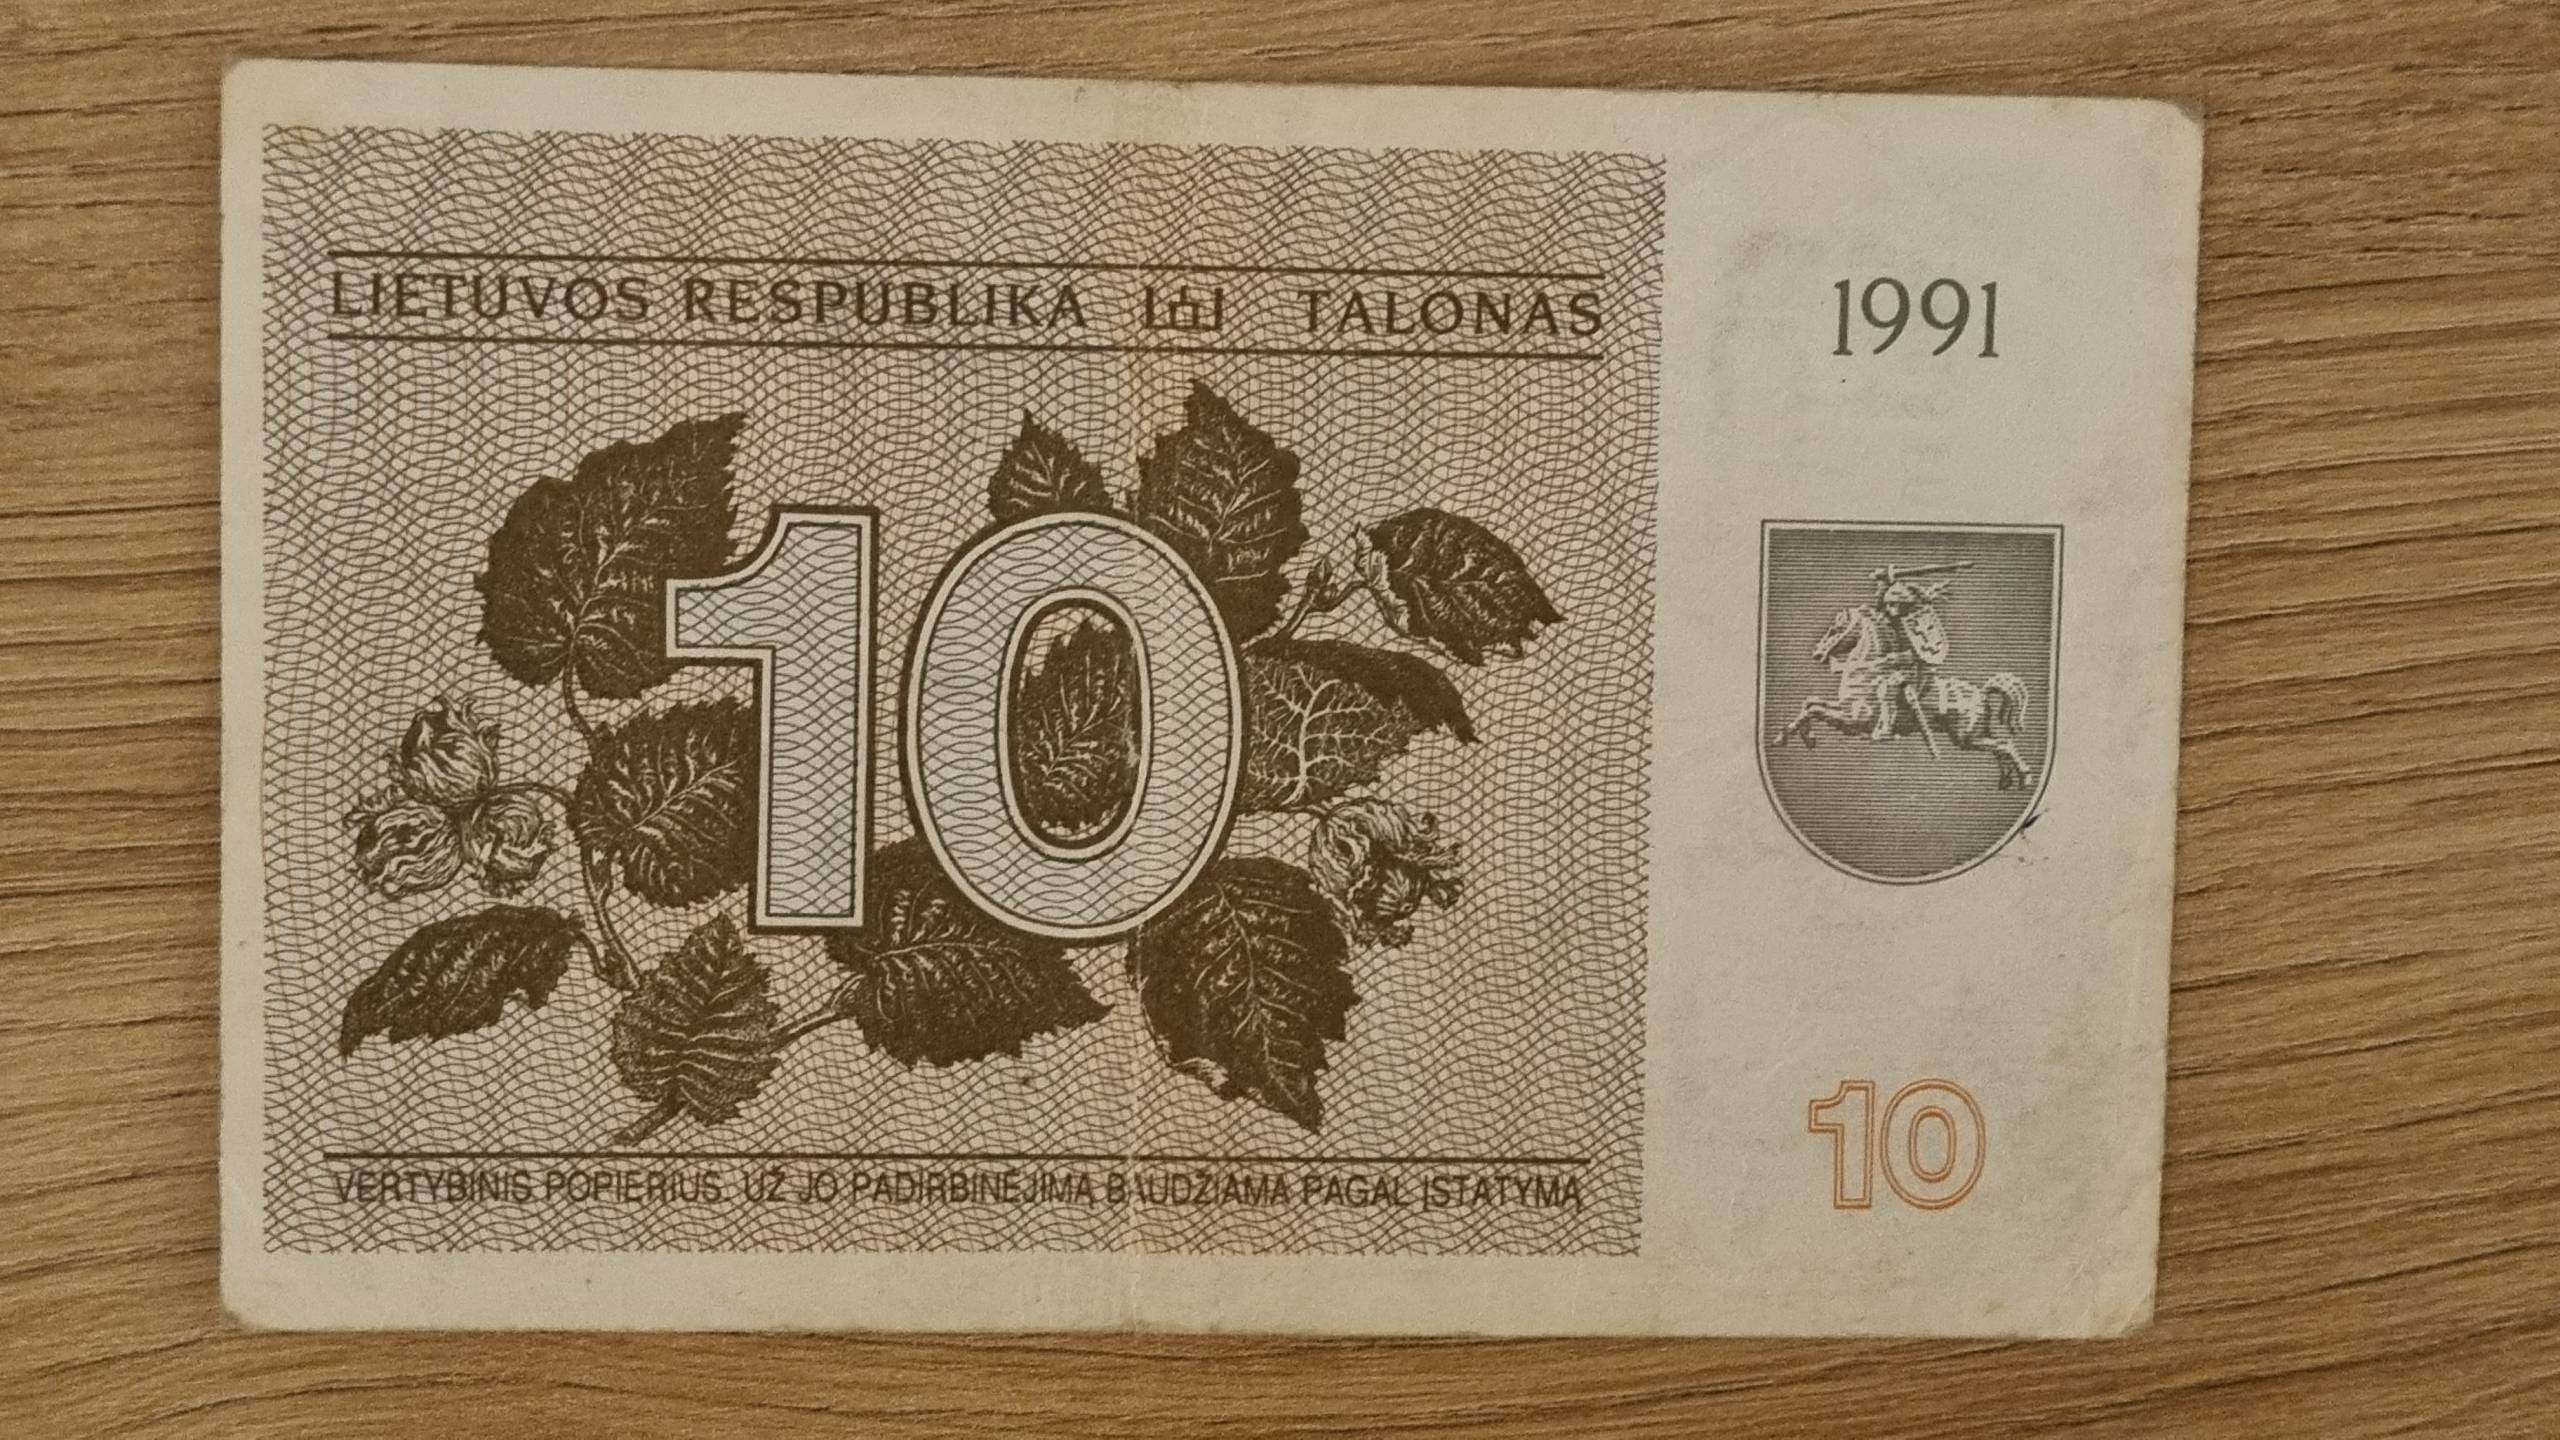 LIETUVOS RESPUBLIKA TALONAS
1991
10
VERTYBINIS POPIERIUS. UŽ JO PADIRBINĖJIMĄ BAUDŽIAMA PAGAL ĮSTATYMĄ
10